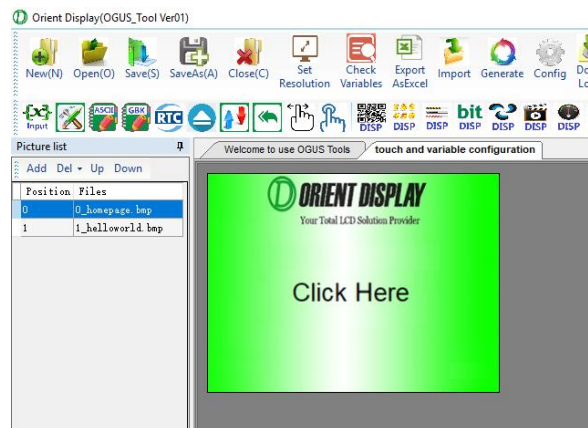 Orient Display(OGUS_Tool Ver01)
New(N) Open(O) Save(S) SaveAs(A) Close(C) Set Resolution Check Variables Export AsExcel Import Generate Config
{x} Input ASCII GBK RTC DISP DISP DISP bit DISP DISP DISP DISP
Picture list
Welcome to use OGUS Tools touch and variable configuration
Add Del Up Down
Position Files
0 0_homepage.bmp
1 1_helloworld.bmp
ORIENT DISPLAY
Your Total LCD Solution Provider
Click Here